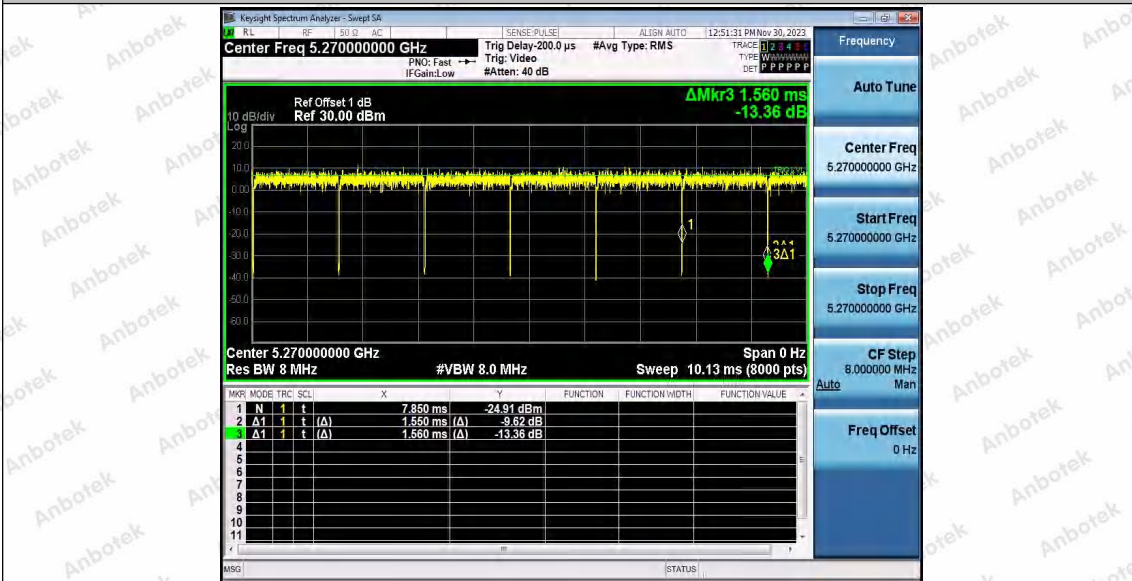 Keysight Spectrum Analyzer - Swept SA
RL RF 50 Ω AC SENSE:PULSE ALIGN AUTO 12:51:31 PM Nov 30, 2023
Center Freq 5.270000000 GHz
PNO: Fast
IFGain:Low
Trig Delay-200.0 µs
Trig: Video
#Atten: 40 dB
#Avg Type: RMS
TRACE 1 2 3 4 5 6
TYPE W
DET P P P P P P
Ref Offset 1 dB
Ref 30.00 dBm
10 dB/div
Log
ΔMkr3 1.560 ms
-13.36 dB
20.0
10.0
0.00
-10.0
-20.0
-30.0
-40.0
-50.0
-60.0
1
3Δ1
Center 5.270000000 GHz Span 0 Hz
Res BW 8 MHz #VBW 8.0 MHz Sweep 10.13 ms (8000 pts)
MKR MODE TRC SCL X Y FUNCTION FUNCTION WIDTH FUNCTION VALUE
1 N 1 t 7.850 ms -24.91 dBm
2 Δ1 1 t (Δ) 1.550 ms (Δ) -9.62 dB
3 Δ1 1 t (Δ) 1.560 ms (Δ) -13.36 dB
4
5
6
7
8
9
10
11
MSG STATUS
Frequency
Auto Tune
Center Freq
5.270000000 GHz
Start Freq
5.270000000 GHz
Stop Freq
5.270000000 GHz
CF Step
8.000000 MHz
Auto Man
Freq Offset
0 Hz
Anbotek